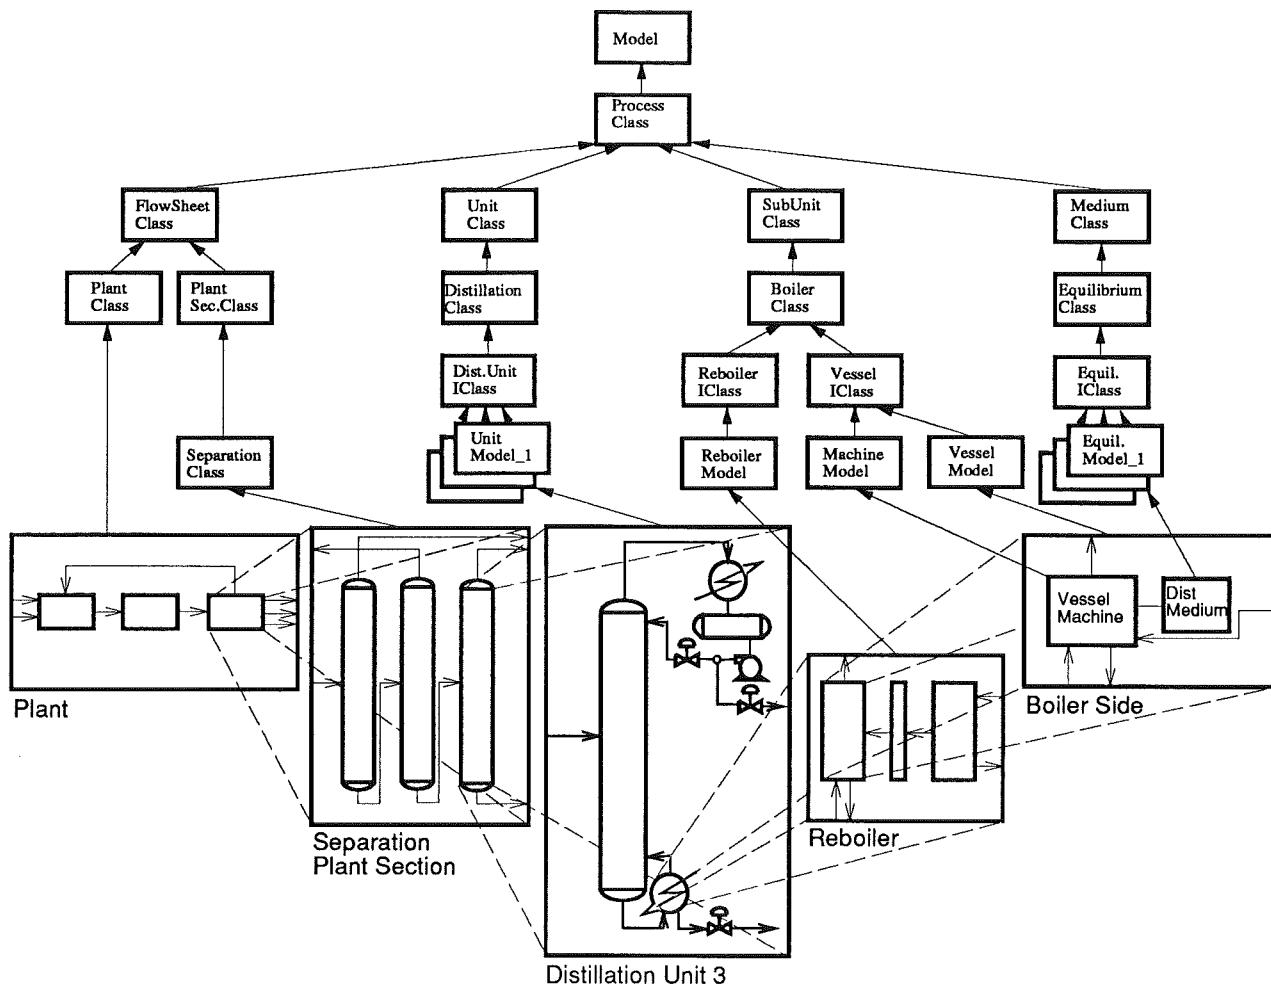 Model
Process
Class
FlowSheet
Class
Unit
Class
SubUnit
Class
Medium
Class
Plant
Class
Plant
Sec.Class
Distillation
Class
Boiler
Class
Equilibrium
Class
Dist.Unit
IClass
Reboiler
IClass
Vessel
IClass
Equil.
IClass
Separation
Class
Unit
Model_1
Reboiler
Model
Machine
Model
Vessel
Model
Equil.
Model_1
Vessel
Machine
Dist
Medium
Plant
Boiler Side
Separation
Plant Section
Reboiler
Distillation Unit 3